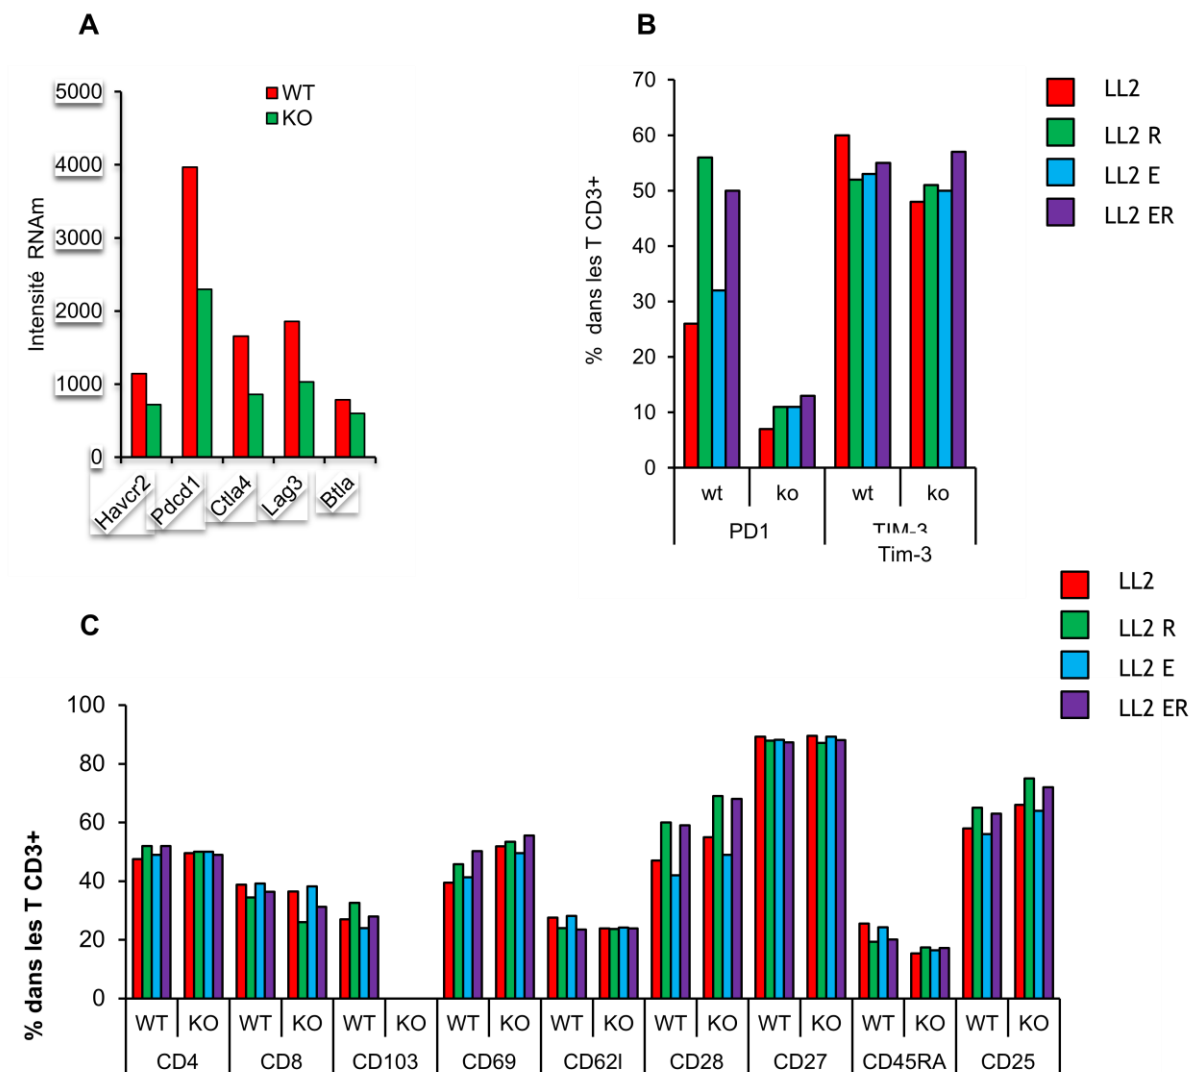 A
WT
KO
5000
4000
3000
2000
1000
0
Intensité RNAm
Havcr2
Pdcd1
Ctla4
Lag3
Btla
B
70
60
50
40
30
20
10
0
% dans les T CD3+
wt
ko
wt
ko
PD1
TIM-3
Tim-3
LL2
LL2 R
LL2 E
LL2 ER
C
LL2
LL2 R
LL2 E
LL2 ER
100
80
60
40
20
0
% dans les T CD3+
WT KO WT KO WT KO WT KO WT KO WT KO WT KO WT KO WT KO
CD4 CD8 CD103 CD69 CD62l CD28 CD27 CD45RA CD25